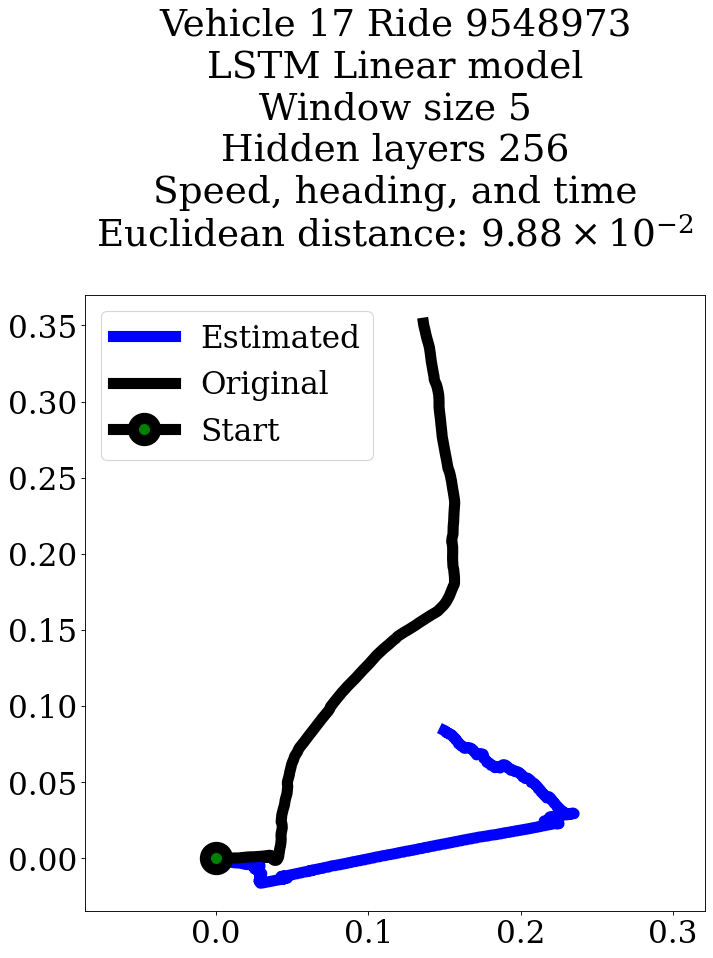 Vehicle 17 Ride 9548973
LSTM Linear model
Window size 5
Hidden layers 256
Speed, heading, and time
Euclidean distance: 9.88 × 10⁻²
Estimated
Original
Start
0.35
0.30
0.25
0.20
0.15
0.10
0.05
0.00
0.0 0.1 0.2 0.3